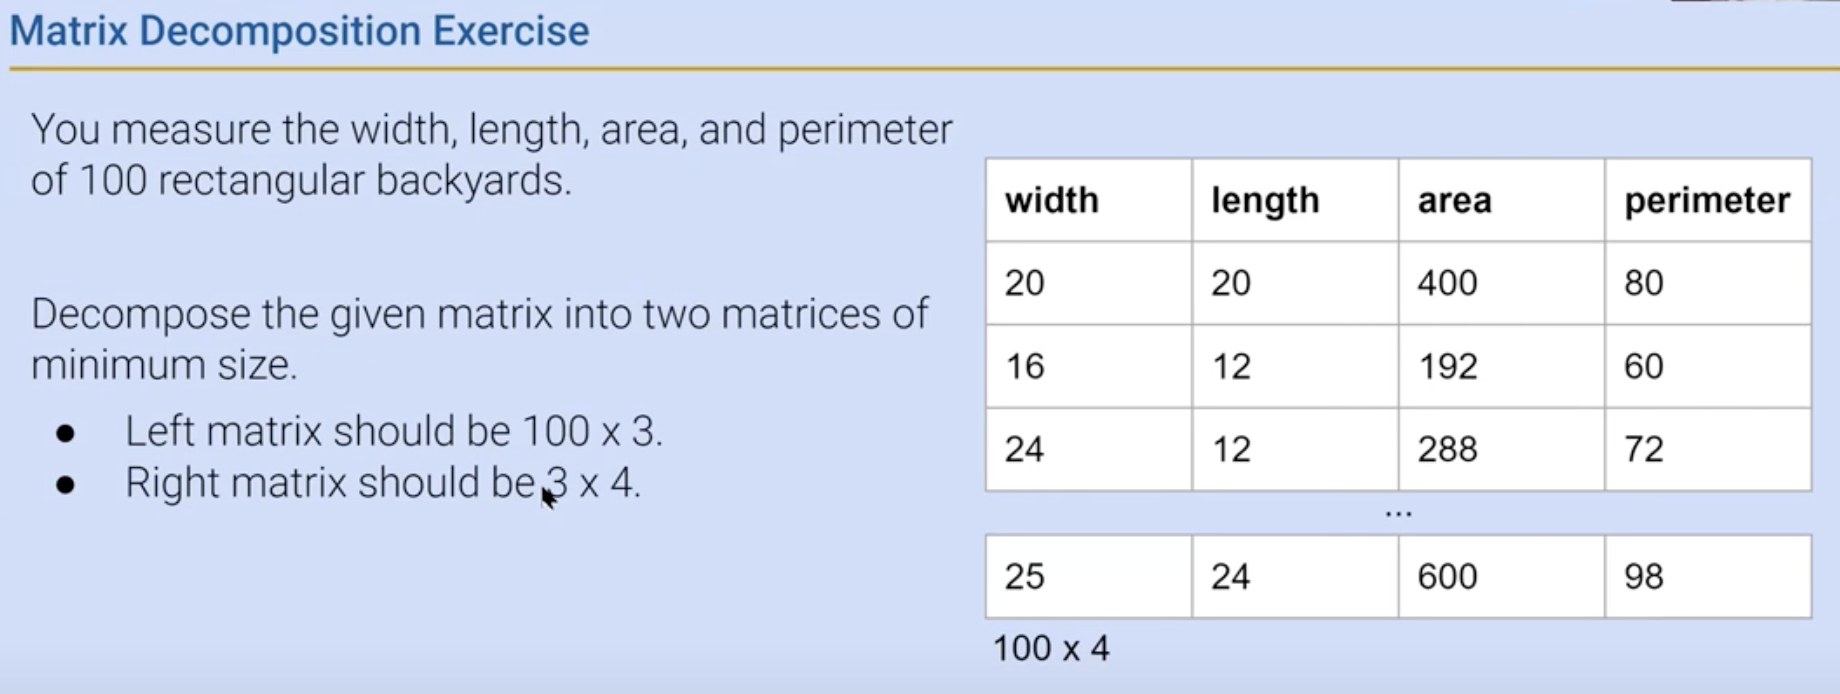 Matrix Decomposition Exercise
You measure the width, length, area, and perimeter
of 100 rectangular backyards.
Decompose the given matrix into two matrices of
minimum size.
● Left matrix should be 100 x 3.
● Right matrix should be 3 x 4.
width length area perimeter
20 20 400 80
16 12 192 60
24 12 288 72
...
25 24 600 98
100 x 4